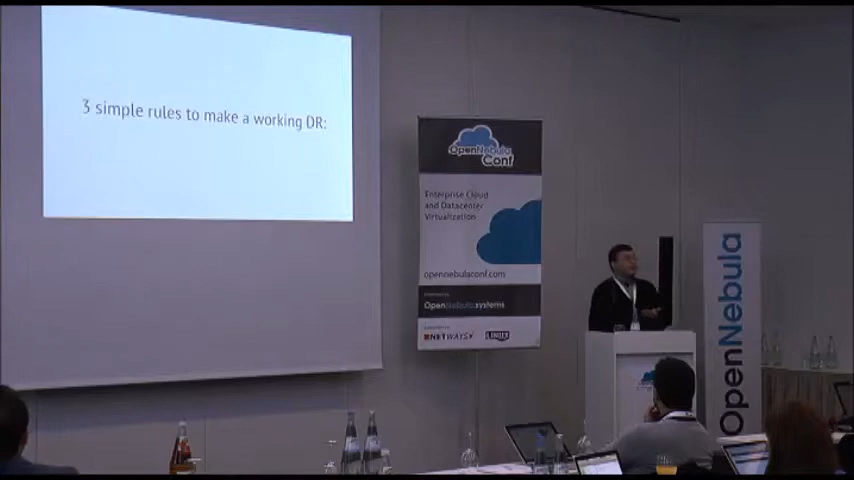 3 simple rules to make a working DR:
OpenNebula
Conf
Enterprise Cloud
and Datacenter
Virtualization
opennebulaconf.com
OpenNebula.systems
NETWAYS
LINUX
OpenNebula